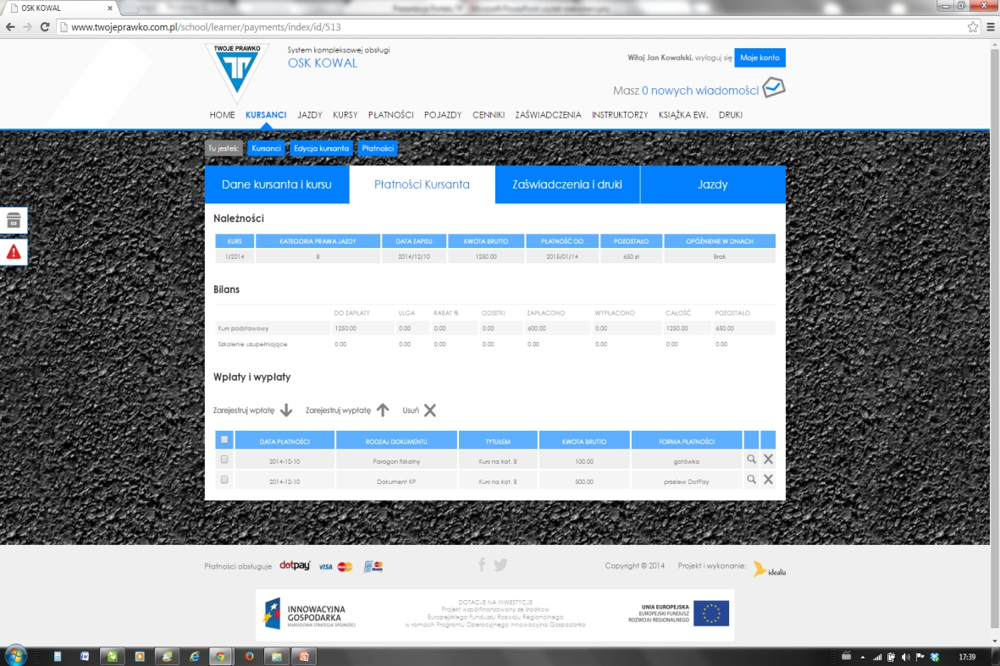 OSK KOWAL
www.twojeprawko.com.pl/school/learner/payments/index/id/513
TWOJE PRAWKO
System kompleksowej obsługi
OSK KOWAL
Witaj Jan Kowalski, wyloguj się Moje konto
Masz 0 nowych wiadomości
HOME KURSANCI JAZDY KURSY PŁATNOŚCI POJAZDY CENNIKI ZAŚWIADCZENIA INSTRUKTORZY KSIĄŻKA EW. DRUKI
Tu jesteś: Kursanci Edycja kursanta Płatności
Dane kursanta i kursu Płatności Kursanta Zaświadczenia i druki Jazdy
Należności
KURS KATEGORIA PRAWA JAZDY DATA ZAPISU KWOTA BRUTTO PŁATNOŚĆ DO POZOSTAŁO OPÓŹNIENIE W DNIACH
1/2014 B 2014/12/10 1250.00 2015/01/14 650 zł Brak
Bilans
DO ZAPŁATY ULGA RABAT % ODSETKI ZAPŁACONO WYPŁACONO CAŁOŚĆ POZOSTAŁO
Kurs podstawowy 1250.00 0.00 0.00 0.00 600.00 0.00 1250.00 650.00
Szkolenie uzupełniające 0.00 0.00 0.00 0.00 0.00 0.00 0.00 0.00
Wpłaty i wypłaty
Zarejestruj wpłatę Zarejestruj wypłatę Usuń
DATA PŁATNOŚCI RODZAJ DOKUMENTU TYTUŁEM KWOTA BRUTTO FORMA PŁATNOŚCI
2014-12-10 Paragon fiskalny Kurs na kat. B 100.00 gotówka
2014-12-10 Dokument KP Kurs na kat. B 500.00 przelew DotPay
Płatności obsługuje dotpay VISA Copyright © 2014 Projekt i wykonanie: idealia
INNOWACYJNA
GOSPODARKA
NARODOWA STRATEGIA SPÓJNOŚCI
DOTACJE NA INWESTYCJE
Projekt współfinansowany ze środków
Europejskiego Funduszu Rozwoju Regionalnego
w ramach Programu Operacyjnego Innowacyjna Gospodarka
UNIA EUROPEJSKA
EUROPEJSKI FUNDUSZ
ROZWOJU REGIONALNEGO
17:39